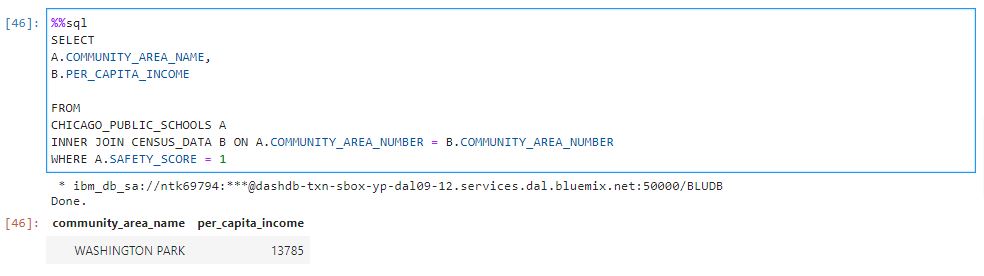 [46]: %%sql
SELECT
A.COMMUNITY_AREA_NAME,
B.PER_CAPITA_INCOME
FROM
CHICAGO_PUBLIC_SCHOOLS A
INNER JOIN CENSUS_DATA B ON A.COMMUNITY_AREA_NUMBER = B.COMMUNITY_AREA_NUMBER
WHERE A.SAFETY_SCORE = 1
* ibm_db_sa://ntk69794:***@dashdb-txn-sbox-yp-dal09-12.services.dal.bluemix.net:50000/BLUDB
Done.
[46]: community_area_name per_capita_income
WASHINGTON PARK 13785